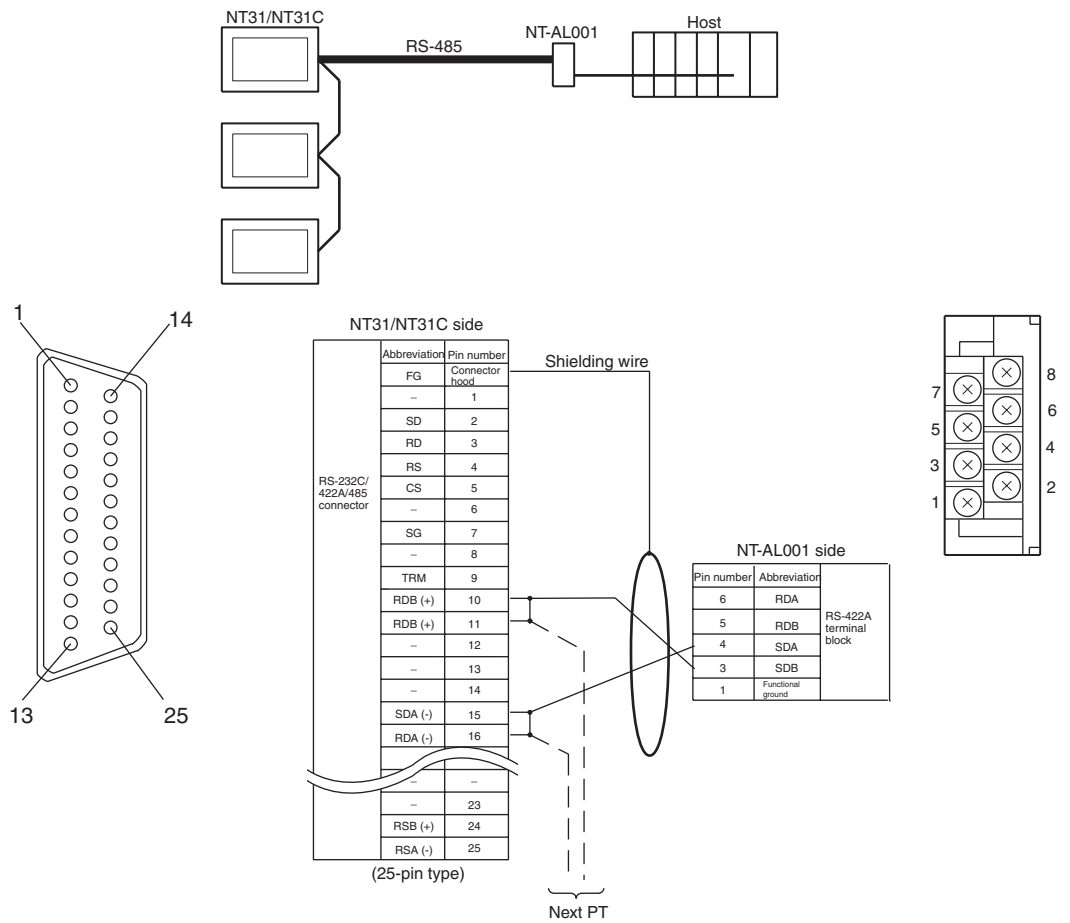 NT31/NT31C
RS-485
NT-AL001
Host
1
14
13
25
NT31/NT31C side
RS-232C/
422A/485
connector
Abbreviation Pin number
FG Connector
hood
– 1
SD 2
RD 3
RS 4
CS 5
– 6
SG 7
– 8
TRM 9
RDB (+) 10
RDB (+) 11
– 12
– 13
– 14
SDA (-) 15
RDA (-) 16
– –
– 23
RSB (+) 24
RSA (-) 25
(25-pin type)
Shielding wire
Next PT
NT-AL001 side
Pin number Abbreviation
6 RDA
5 RDB
4 SDA
3 SDB
1 Functional
ground
RS-422A
terminal
block
8
7
6
5
4
3
2
1